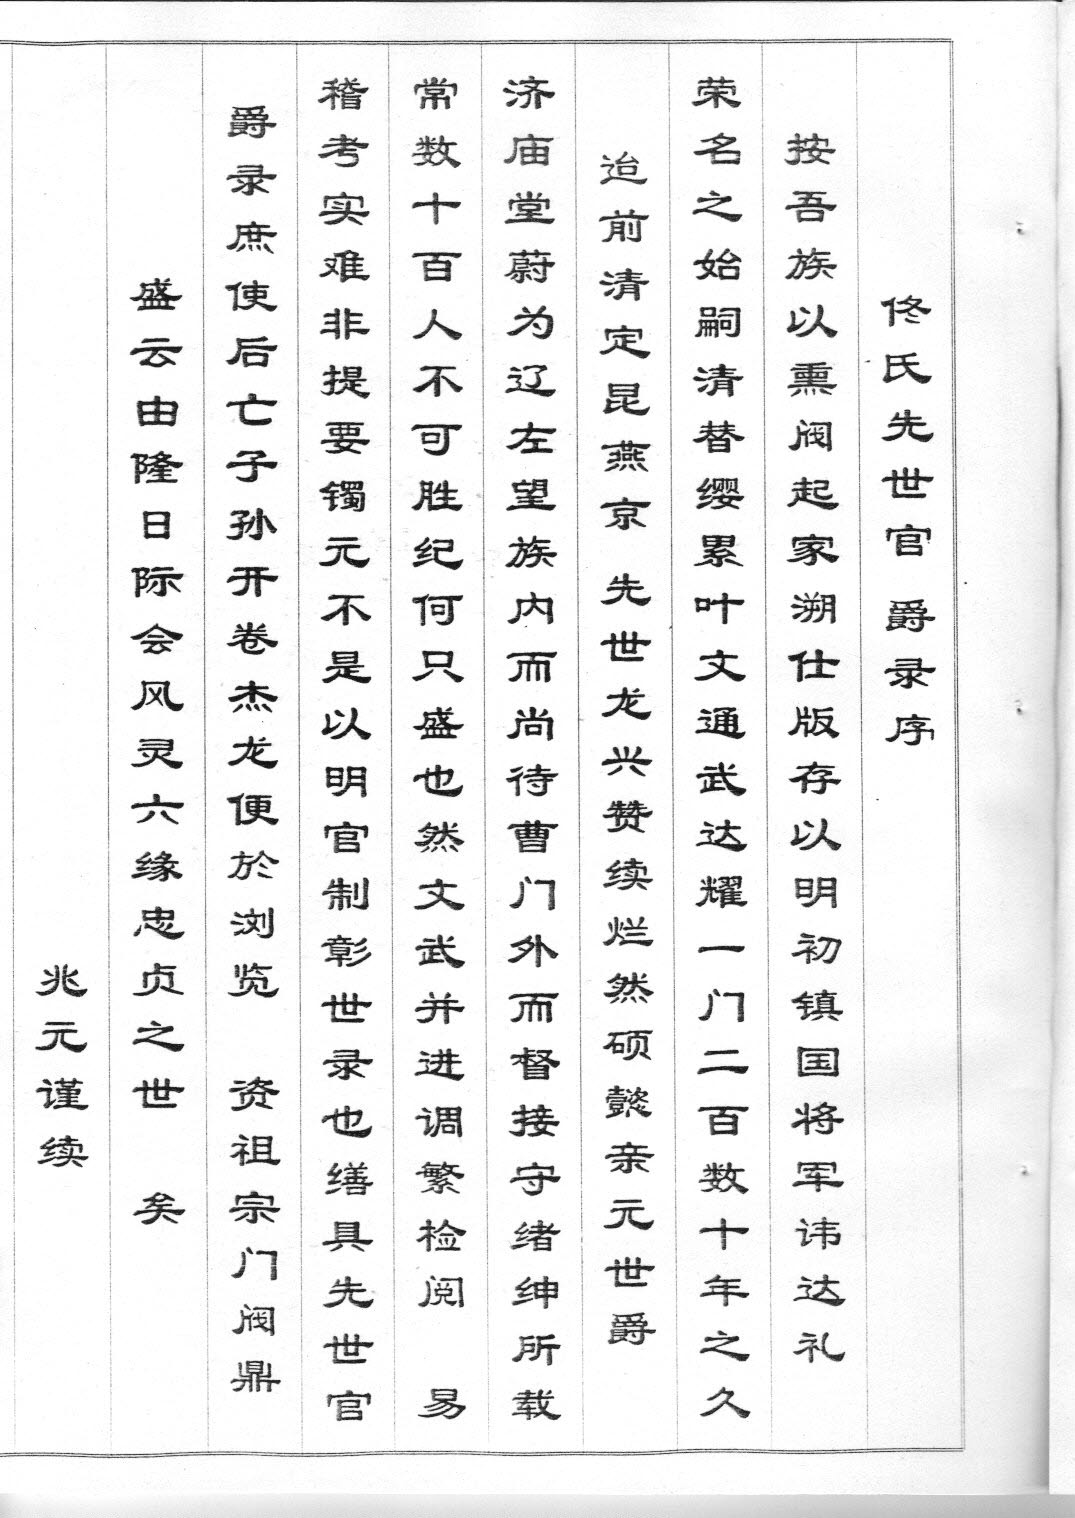 佟氏先世官 爵录序
按吾族以熏阀起家溯仕版存以明初镇国将军讳达礼
荣名之始嗣清替缨累叶文通武达耀一门二百数十年之久
迨前清定昆燕京 先世龙兴赞续烂然硕懿亲元世爵
济庙堂蔚为辽左望族内而尚待曹门外而督接守绪绅所载
常数十百人不可胜纪何只盛也然文武并进调繁检阅 易
稽考实难非提要镯元不是以明官制彰世录也缮具先世官
爵录庶使后亡子孙开卷杰龙便於浏览 资祖宗门阀鼎
盛云由隆日际会风灵六缘忠贞之世 矣
兆元谨续